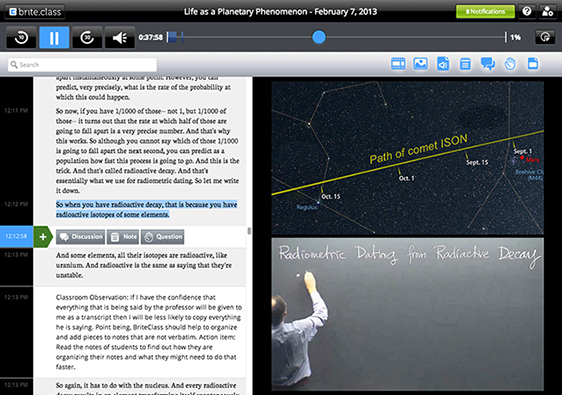 brite.class
Life as a Planetary Phenomenon - February 7, 2013
Notifications
?
10
10
0:37:58
1%
Search
apart instantaneously at some point. However, you can
predict, very precisely, what is the rate of the probability at
which this could happen.
12:11 PM
So now, if you have 1/1000 of those-- not 1, but 1/1000 of
those-- it turns out that the rate at which half of those are
going to fall apart is a very precise number. And that's why
this works. So although you cannot say which of those 1/1000
is going to fall apart the next second, you can predict as a
population how fast this process is going to go. And this is the
trick. And that's called radioactive decay. And that's
essentially what we use for radiometric dating. So let me write
it down.
12:12 PM
So when you have radioactive decay, that is because you have
radioactive isotopes of some elements.
12:12:58
+
Discussion
Note
Question
12:13 PM
And some elements, all their isotopes are radioactive, like
uranium. And radioactive is the same as saying that they're
unstable.
12:13 PM
Classroom Observation: If I have the confidence that
everything that is being said by the professor will be given to
me as a transcript then I will be less likely to copy everything
he is saying. Point being, BriteClass should help to organize
and add pieces to notes that are not verbatim. Action item:
Read the notes of students to find out how they are
organizing their notes and what they might need to do that
faster.
12:13 PM
So again, it has to do with the nucleus. And every radioactive
decay results in an element transforming itself spontaneously
Path of comet ISON
Sept. 1
Mars
Sept. 15
Beehive Cl
(M44)
Oct. 1
Oct. 15
Regulus
Radiometric Dating from Radiactive Decay